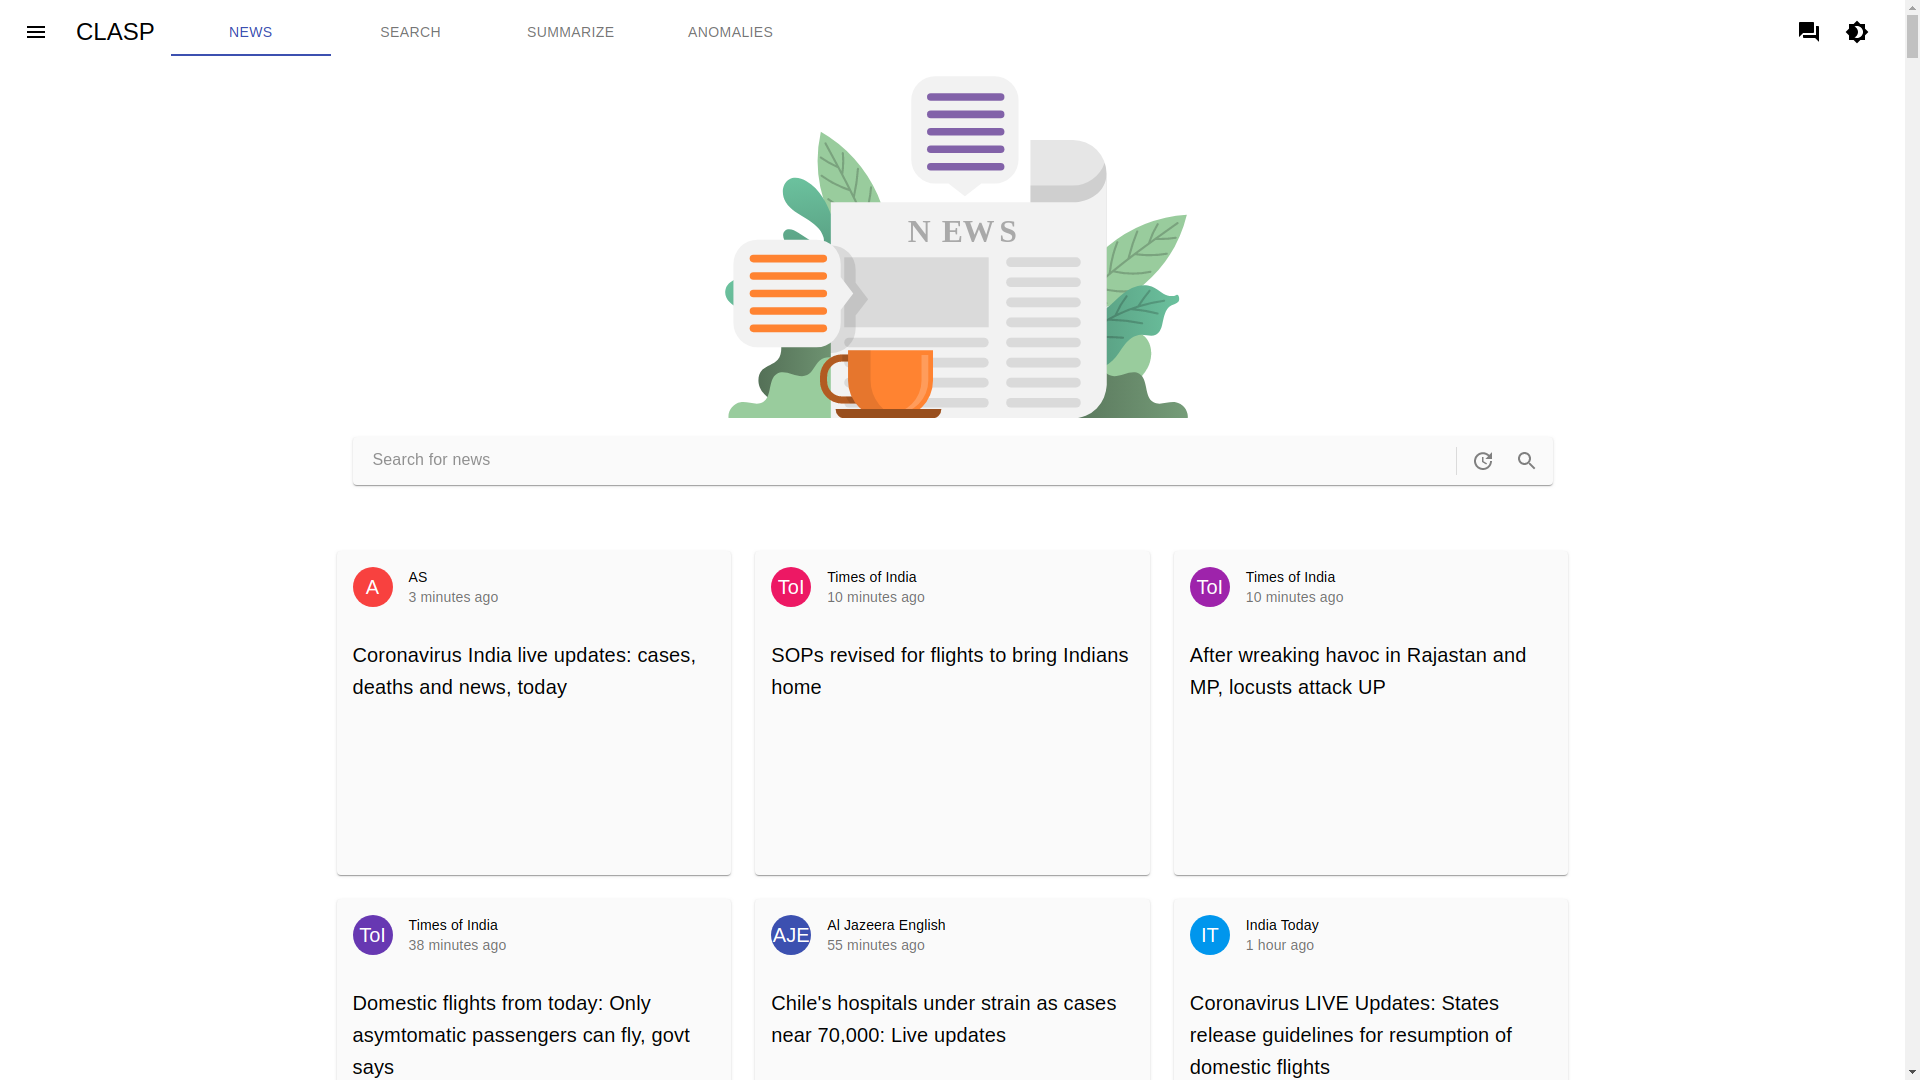 CLASP
NEWS
SEARCH
SUMMARIZE
ANOMALIES
NEWS
Search for news
A
AS
3 minutes ago
Coronavirus India live updates: cases,
deaths and news, today
ToI
Times of India
10 minutes ago
SOPs revised for flights to bring Indians
home
ToI
Times of India
10 minutes ago
After wreaking havoc in Rajastan and
MP, locusts attack UP
ToI
Times of India
38 minutes ago
Domestic flights from today: Only
asymtomatic passengers can fly, govt
says
AJE
Al Jazeera English
55 minutes ago
Chile's hospitals under strain as cases
near 70,000: Live updates
IT
India Today
1 hour ago
Coronavirus LIVE Updates: States
release guidelines for resumption of
domestic flights